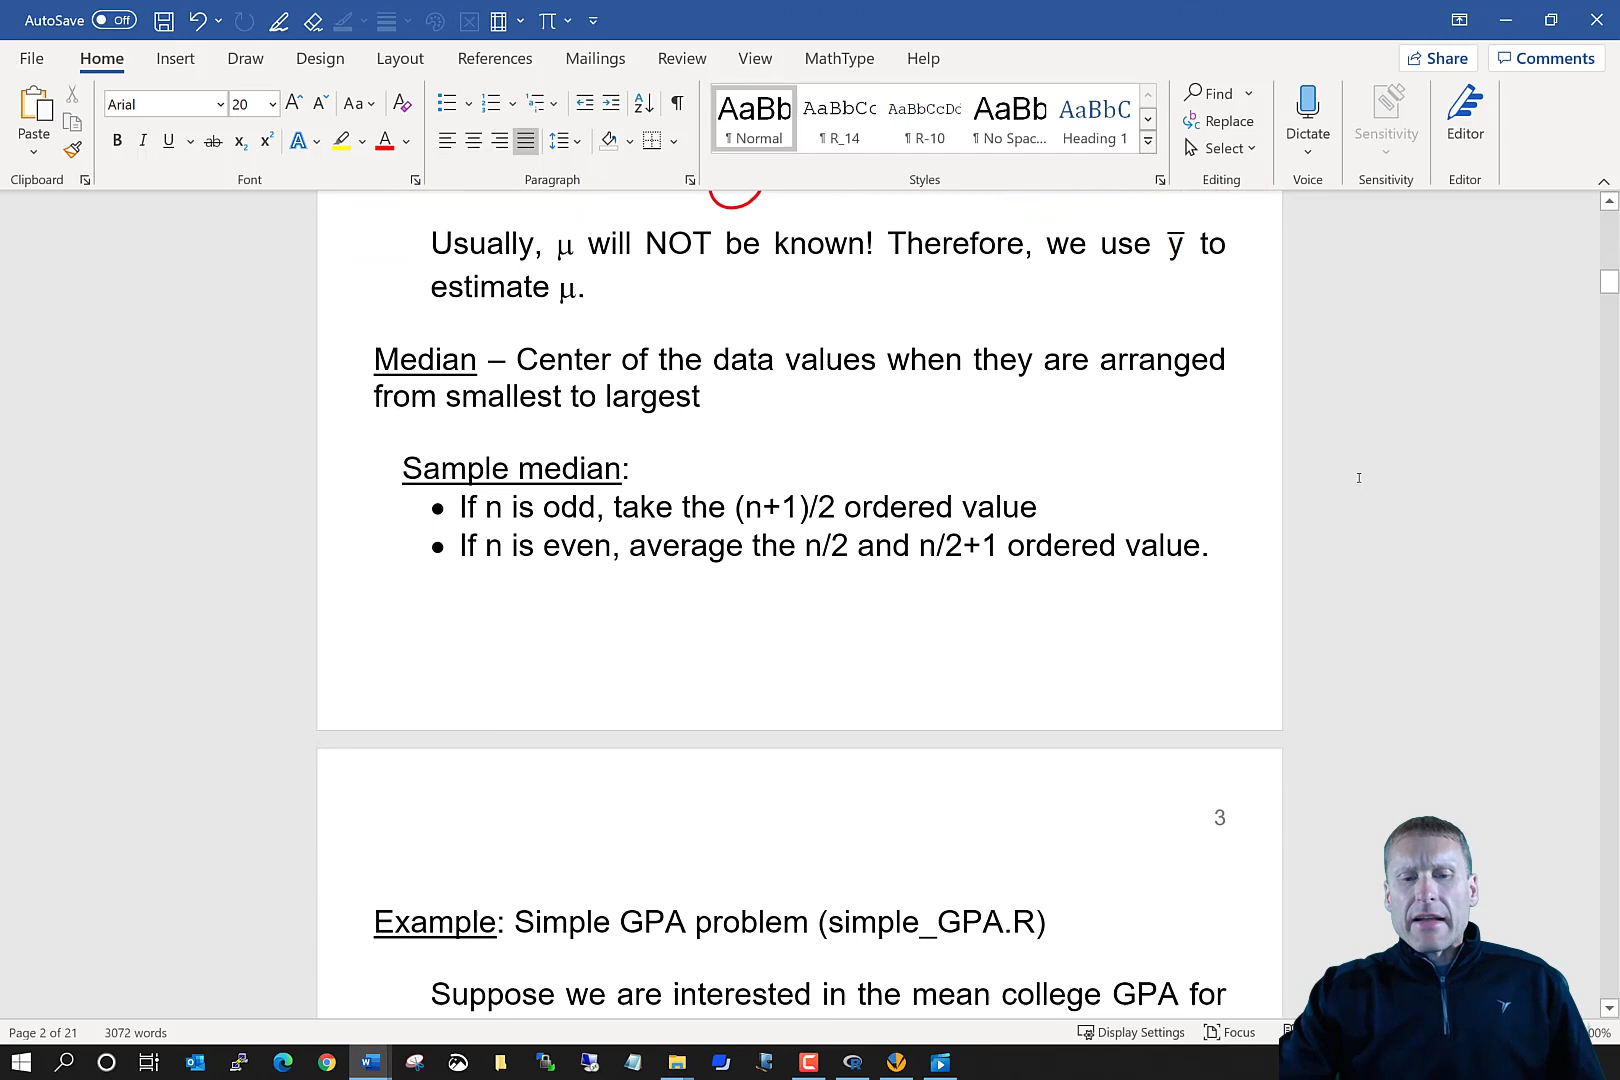 AutoSave Off
File Home Insert Draw Design Layout References Mailings Review View MathType Help Share Comments
Paste
Arial 20
Aa
B I U ab x2 x2 A A
AaBb AaBbCc AaBbCcDd AaBb AaBbC
¶ Normal ¶ R_14 ¶ R-10 ¶ No Spac... Heading 1
Find
Replace
Select
Dictate
Sensitivity
Editor
Clipboard Font Paragraph Styles Editing Voice Sensitivity Editor
Usually, μ will NOT be known! Therefore, we use y̅ to
estimate μ.
Median – Center of the data values when they are arranged
from smallest to largest
Sample median:
• If n is odd, take the (n+1)/2 ordered value
• If n is even, average the n/2 and n/2+1 ordered value.
3
Example: Simple GPA problem (simple_GPA.R)
Suppose we are interested in the mean college GPA for
Page 2 of 21 3072 words Display Settings Focus